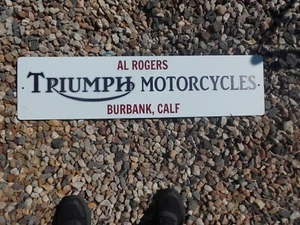 AL ROGERS
TRIUMPH MOTORCYCLES
BURBANK, CALF